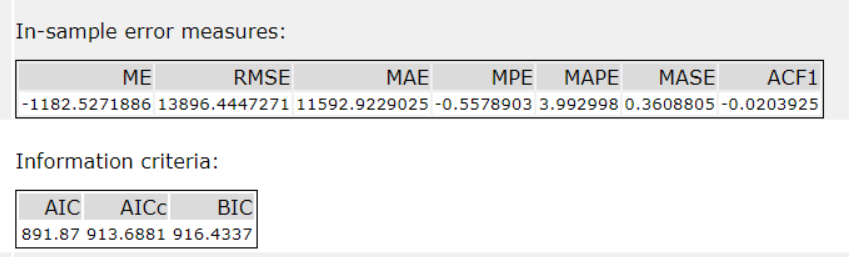 In-sample error measures:
ME RMSE MAE MPE MAPE MASE ACF1
-1182.5271886 13896.4447271 11592.9229025 -0.5578903 3.992998 0.3608805 -0.0203925
Information criteria:
AIC AICc BIC
891.87 913.6881 916.4337